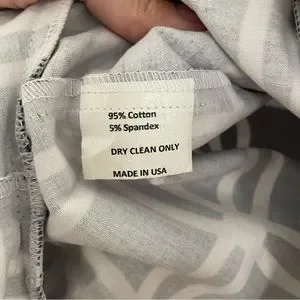 95% Cotton
5% Spandex
DRY CLEAN ONLY
MADE IN USA